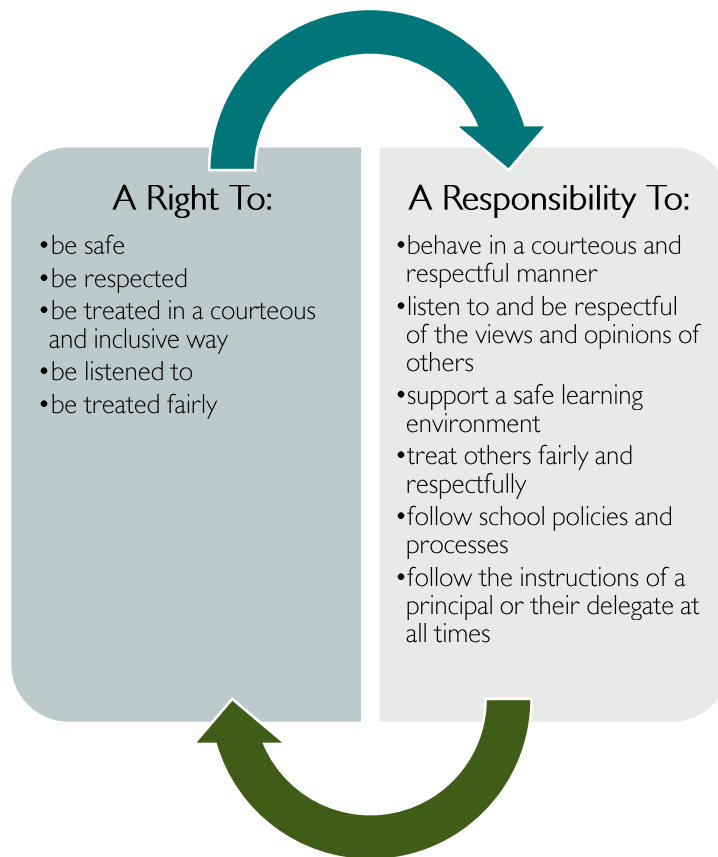 A Right To:
•be safe
•be respected
•be treated in a courteous
and inclusive way
•be listened to
•be treated fairly
A Responsibility To:
•behave in a courteous and
respectful manner
•listen to and be respectful
of the views and opinions of
others
•support a safe learning
environment
•treat others fairly and
respectfully
•follow school policies and
processes
•follow the instructions of a
principal or their delegate at
all times